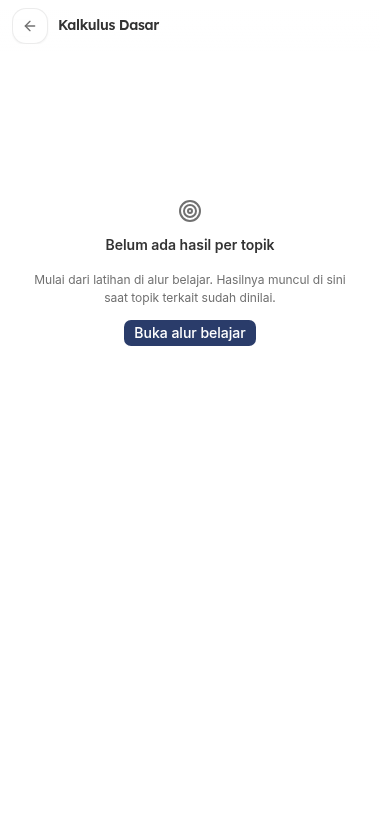 Kalkulus Dasar
Belum ada hasil per topik
Mulai dari latihan di alur belajar. Hasilnya muncul di sini
saat topik terkait sudah dinilai.
Buka alur belajar